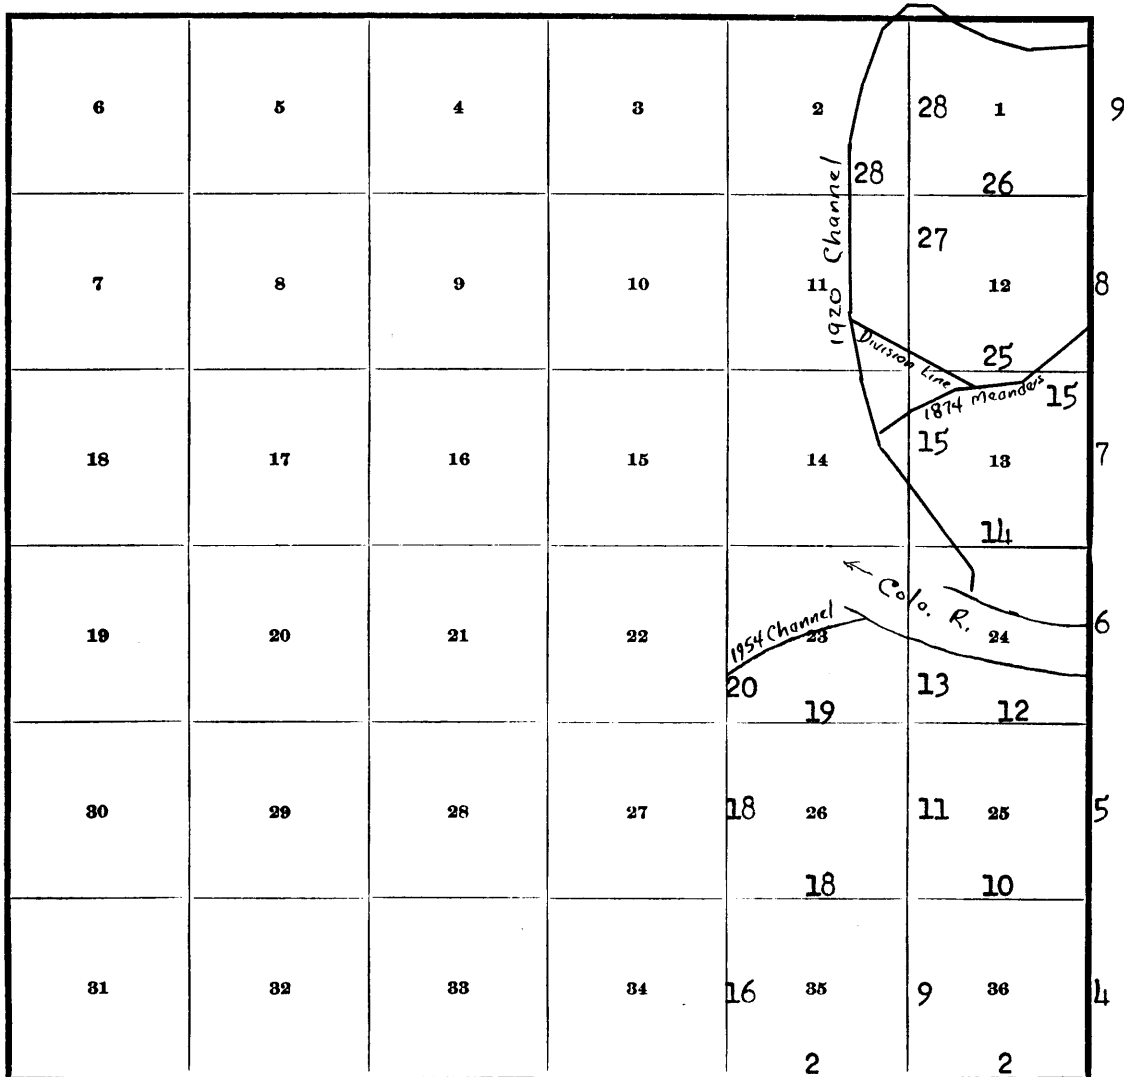 6 5 4 3 2 28 1 9
28 26
1920 Channel
27
7 8 9 10 11 12 8
Division Line 25
1874 Meanders 15
15
18 17 16 15 14 13 7
14
← Colo. R.
19 20 21 22 1954 Channel 23 24 6
20 13
19 12
30 29 28 27 18 26 11 25 5
18 10
31 32 33 34 16 35 9 36 4
2 2